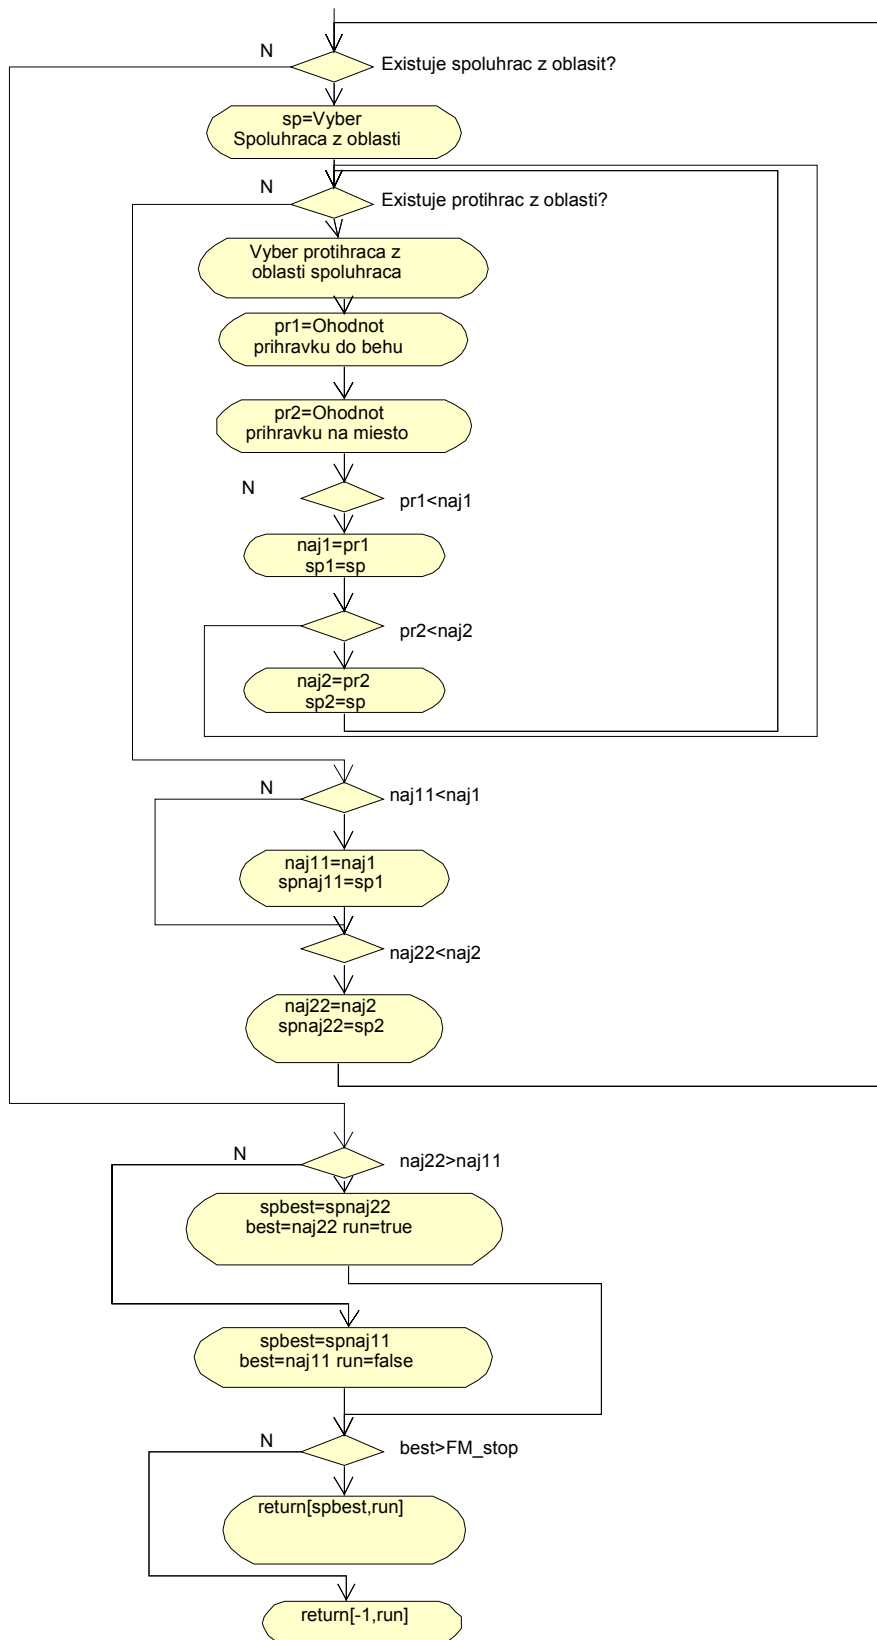 N
Existuje spoluhrac z oblasit?
sp=Vyber
Spoluhraca z oblasti
N
Existuje protihrac z oblasti?
Vyber protihraca z
oblasti spoluhraca
pr1=Ohodnot
prihravku do behu
pr2=Ohodnot
prihravku na miesto
N
pr1<naj1
naj1=pr1
sp1=sp
pr2<naj2
naj2=pr2
sp2=sp
N
naj11<naj1
naj11=naj1
spnaj11=sp1
naj22<naj2
naj22=naj2
spnaj22=sp2
N
naj22>naj11
spbest=spnaj22
best=naj22 run=true
spbest=spnaj11
best=naj11 run=false
N
best>FM_stop
return[spbest,run]
return[-1,run]